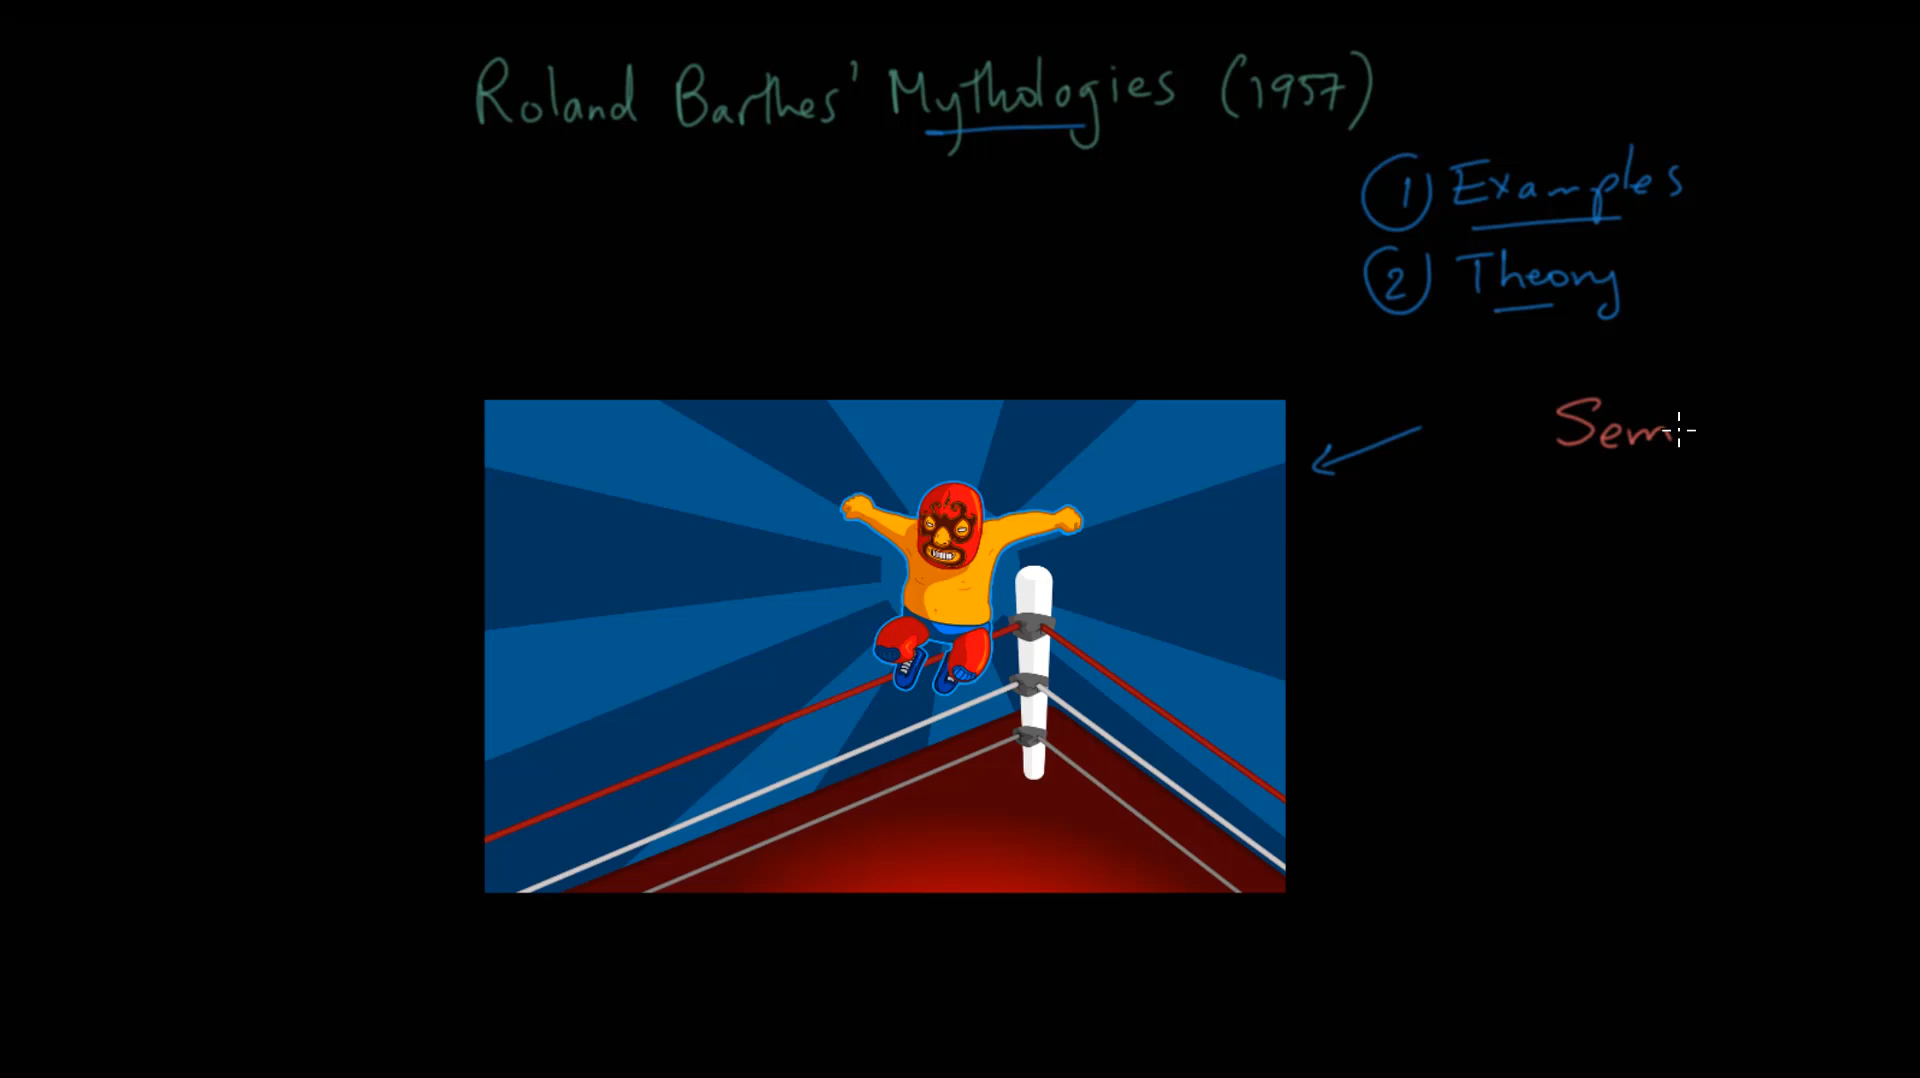 Roland Barthes' Mythologies (1957)
① Examples
② Theory
Sem